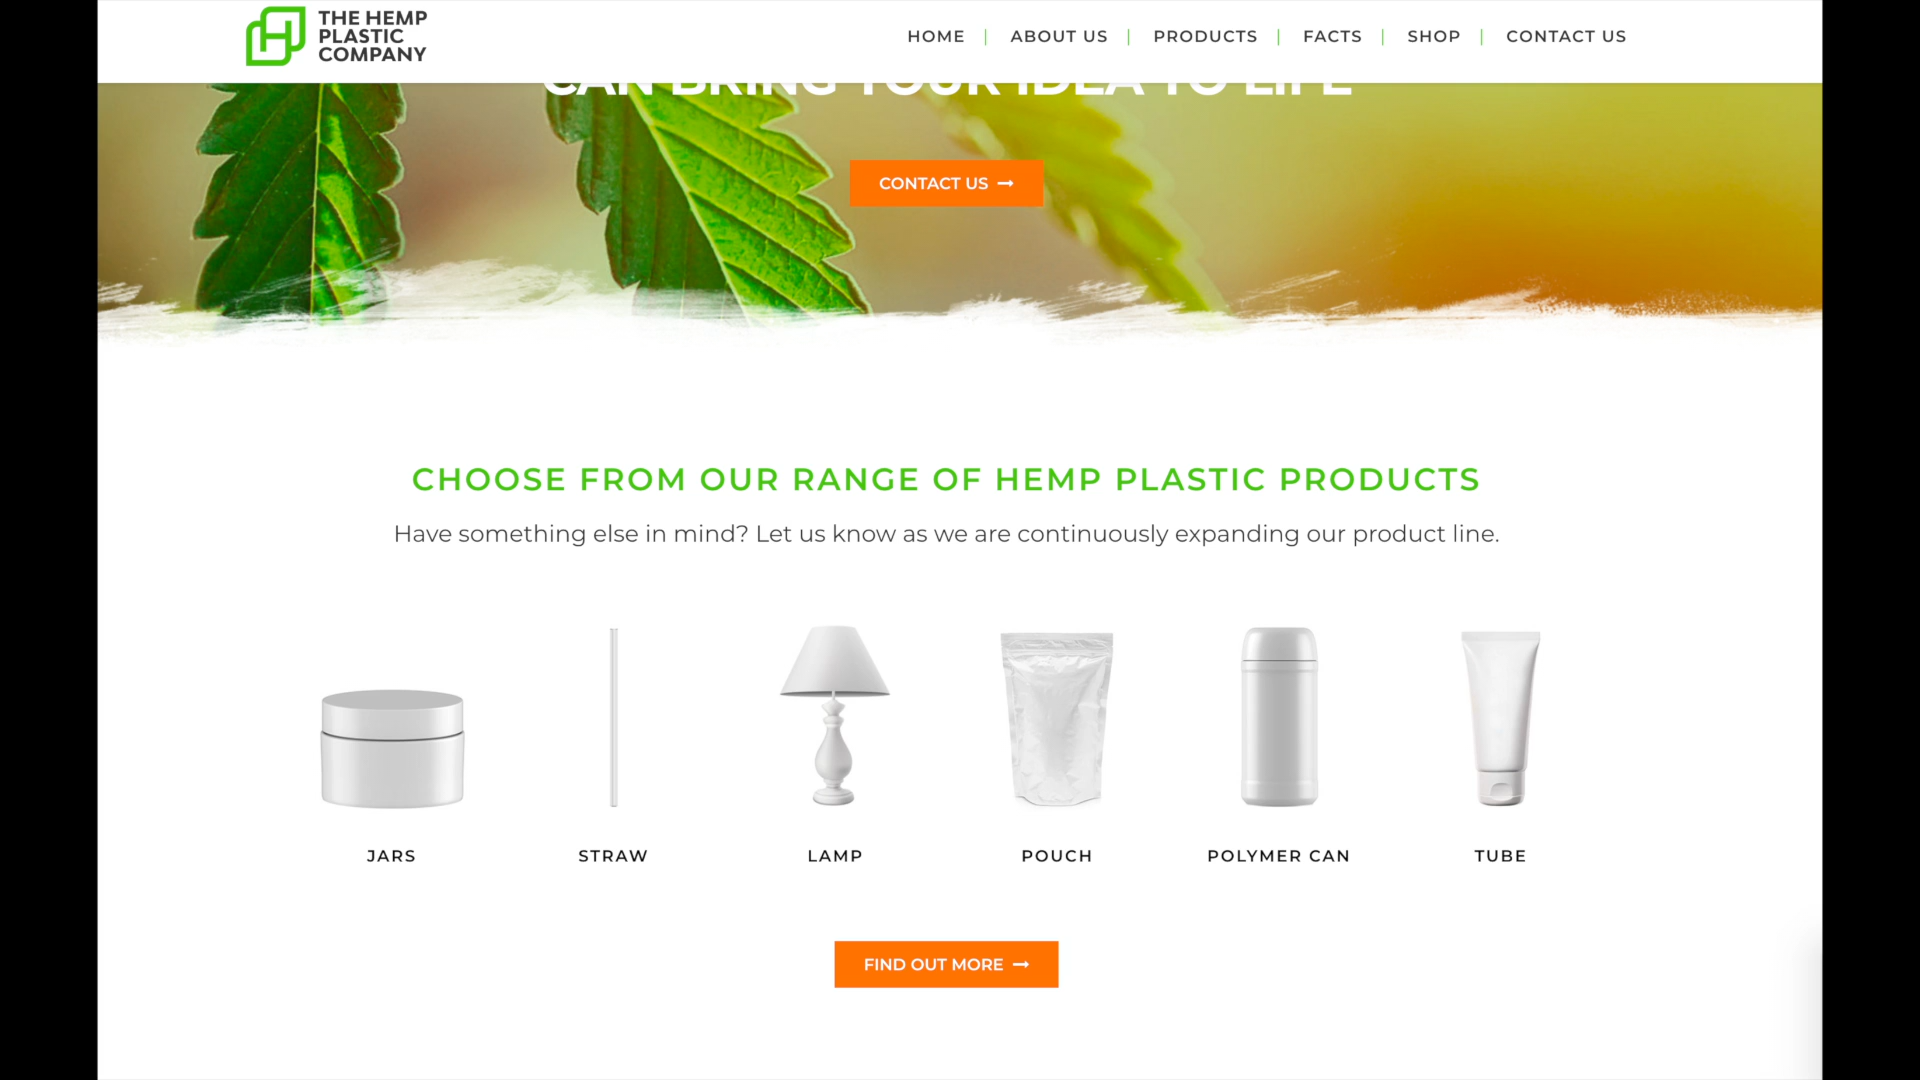 THE HEMP
PLASTIC
COMPANY
HOME | ABOUT US | PRODUCTS | FACTS | SHOP | CONTACT US
CAN BRING YOUR IDEA TO LIFE
CONTACT US
CHOOSE FROM OUR RANGE OF HEMP PLASTIC PRODUCTS
Have something else in mind? Let us know as we are continuously expanding our product line.
JARS
STRAW
LAMP
POUCH
POLYMER CAN
TUBE
FIND OUT MORE